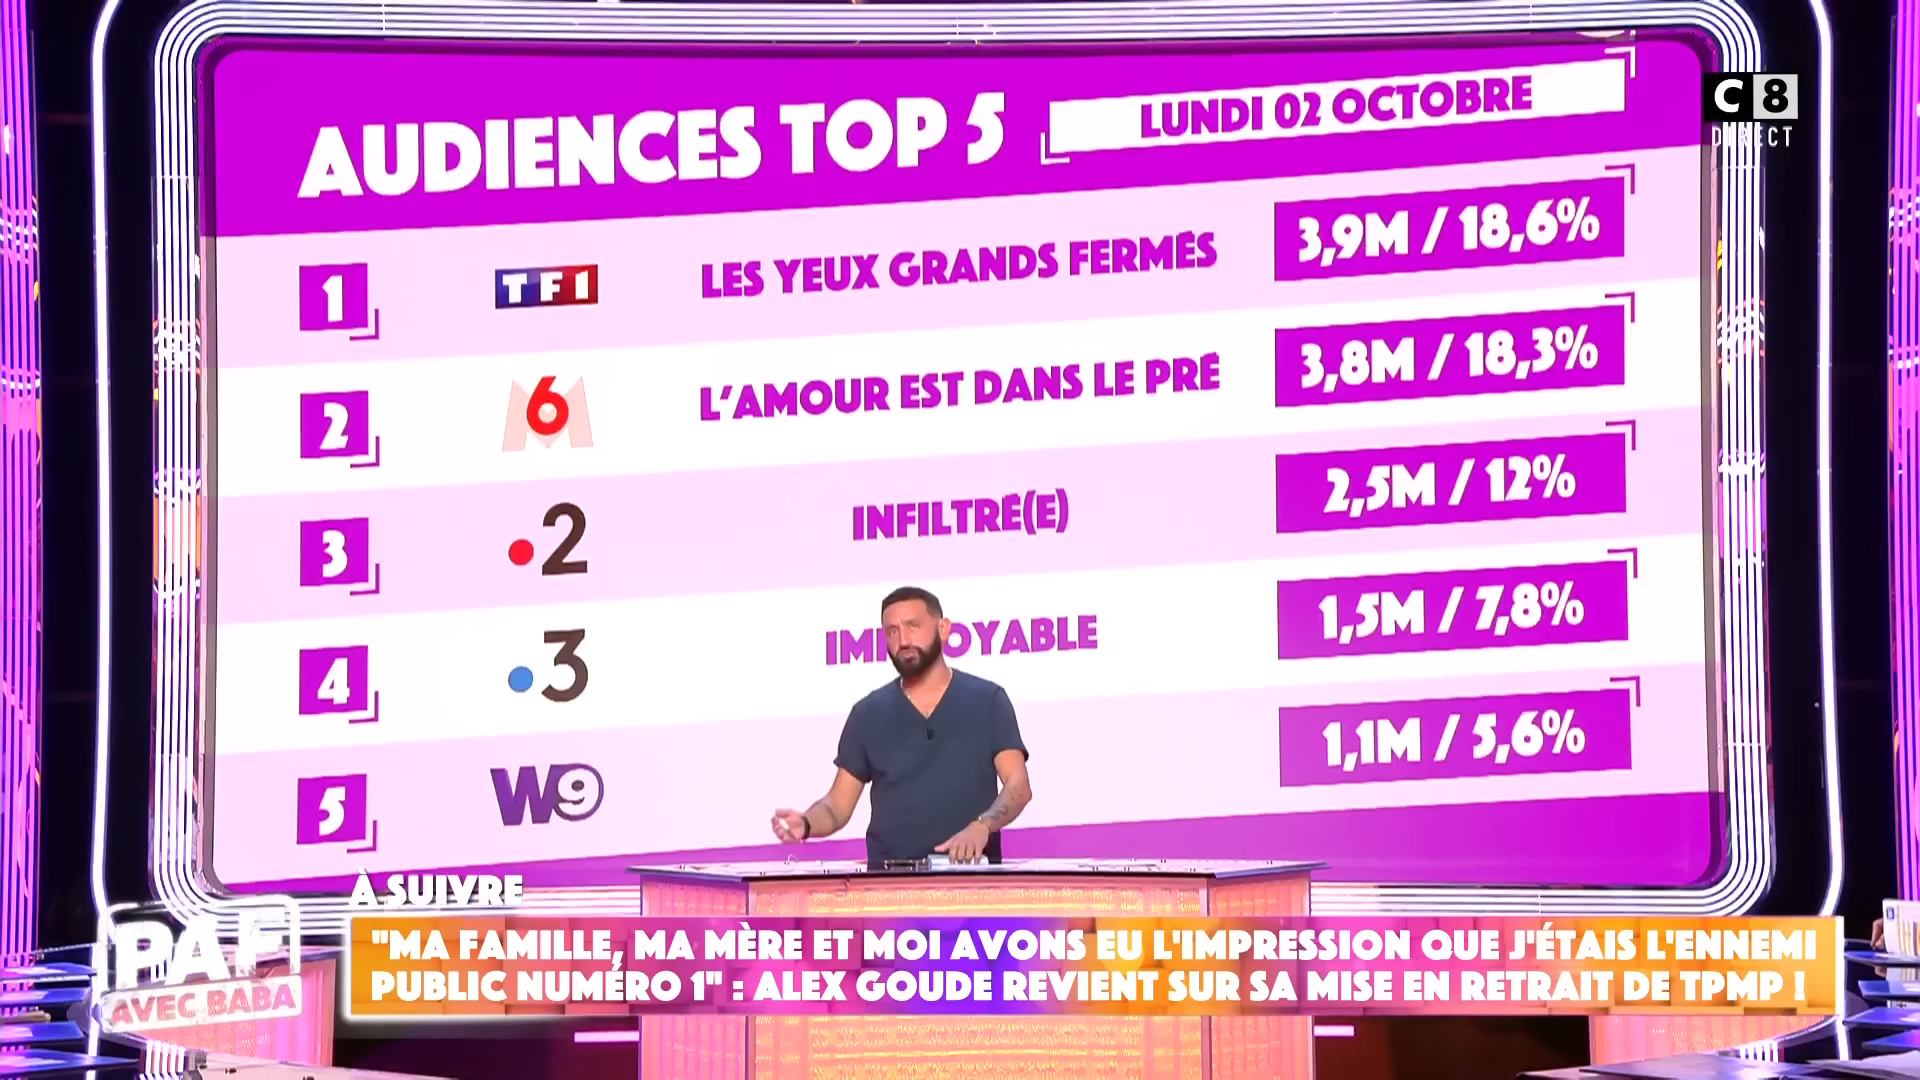 AUDIENCES TOP 5
LUNDI 02 OCTOBRE
C8
DIRECT
1 TF1 LES YEUX GRANDS FERMÉS 3,9M / 18,6%
2 M6 L'AMOUR EST DANS LE PRÉ 3,8M / 18,3%
3 .2 INFILTRÉ(E) 2,5M / 12%
4 .3 1,5M / 7,8%
5 W9 1,1M / 5,6%
À SUIVRE
PAF
AVEC BABA
"MA FAMILLE, MA MÈRE ET MOI AVONS EU L'IMPRESSION QUE J'ÉTAIS L'ENNEMI
PUBLIC NUMÉRO 1" : ALEX GOUDE REVIENT SUR SA MISE EN RETRAIT DE TPMP !